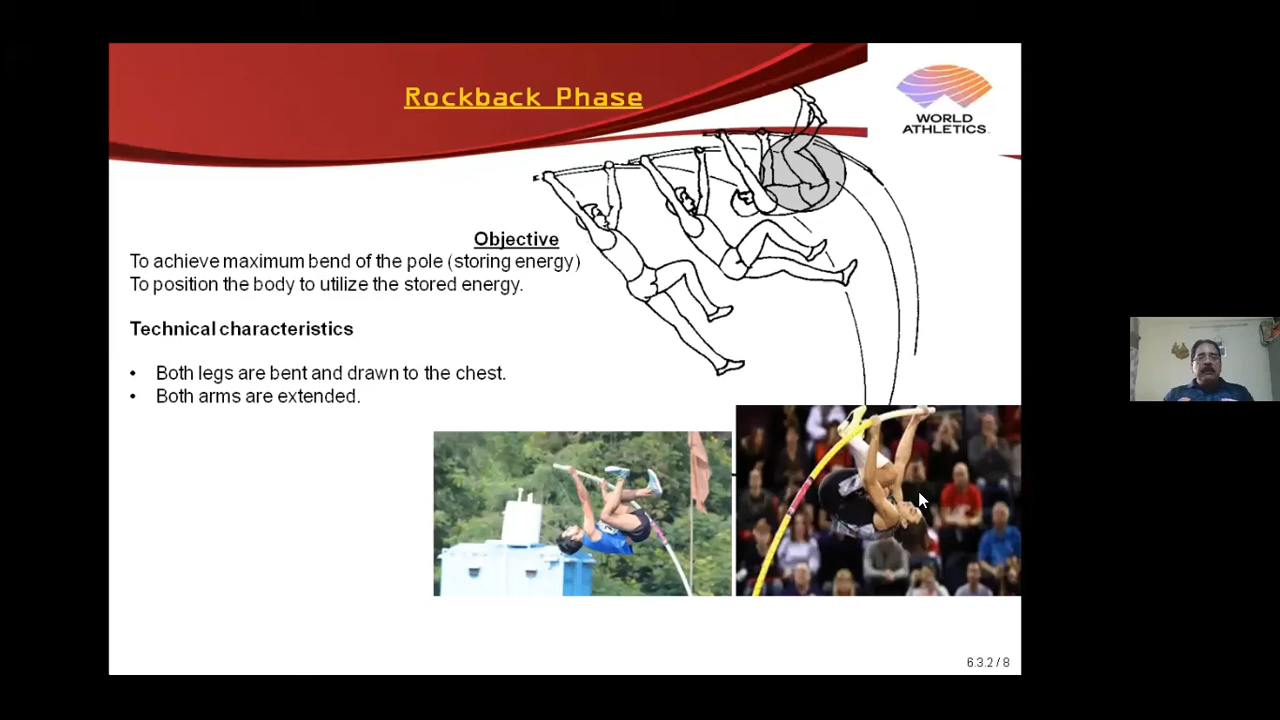 Rockback Phase
WORLD
ATHLETICS
Objective
To achieve maximum bend of the pole (storing energy)
To position the body to utilize the stored energy.
Technical characteristics
• Both legs are bent and drawn to the chest.
• Both arms are extended.
6.3.2 / 8